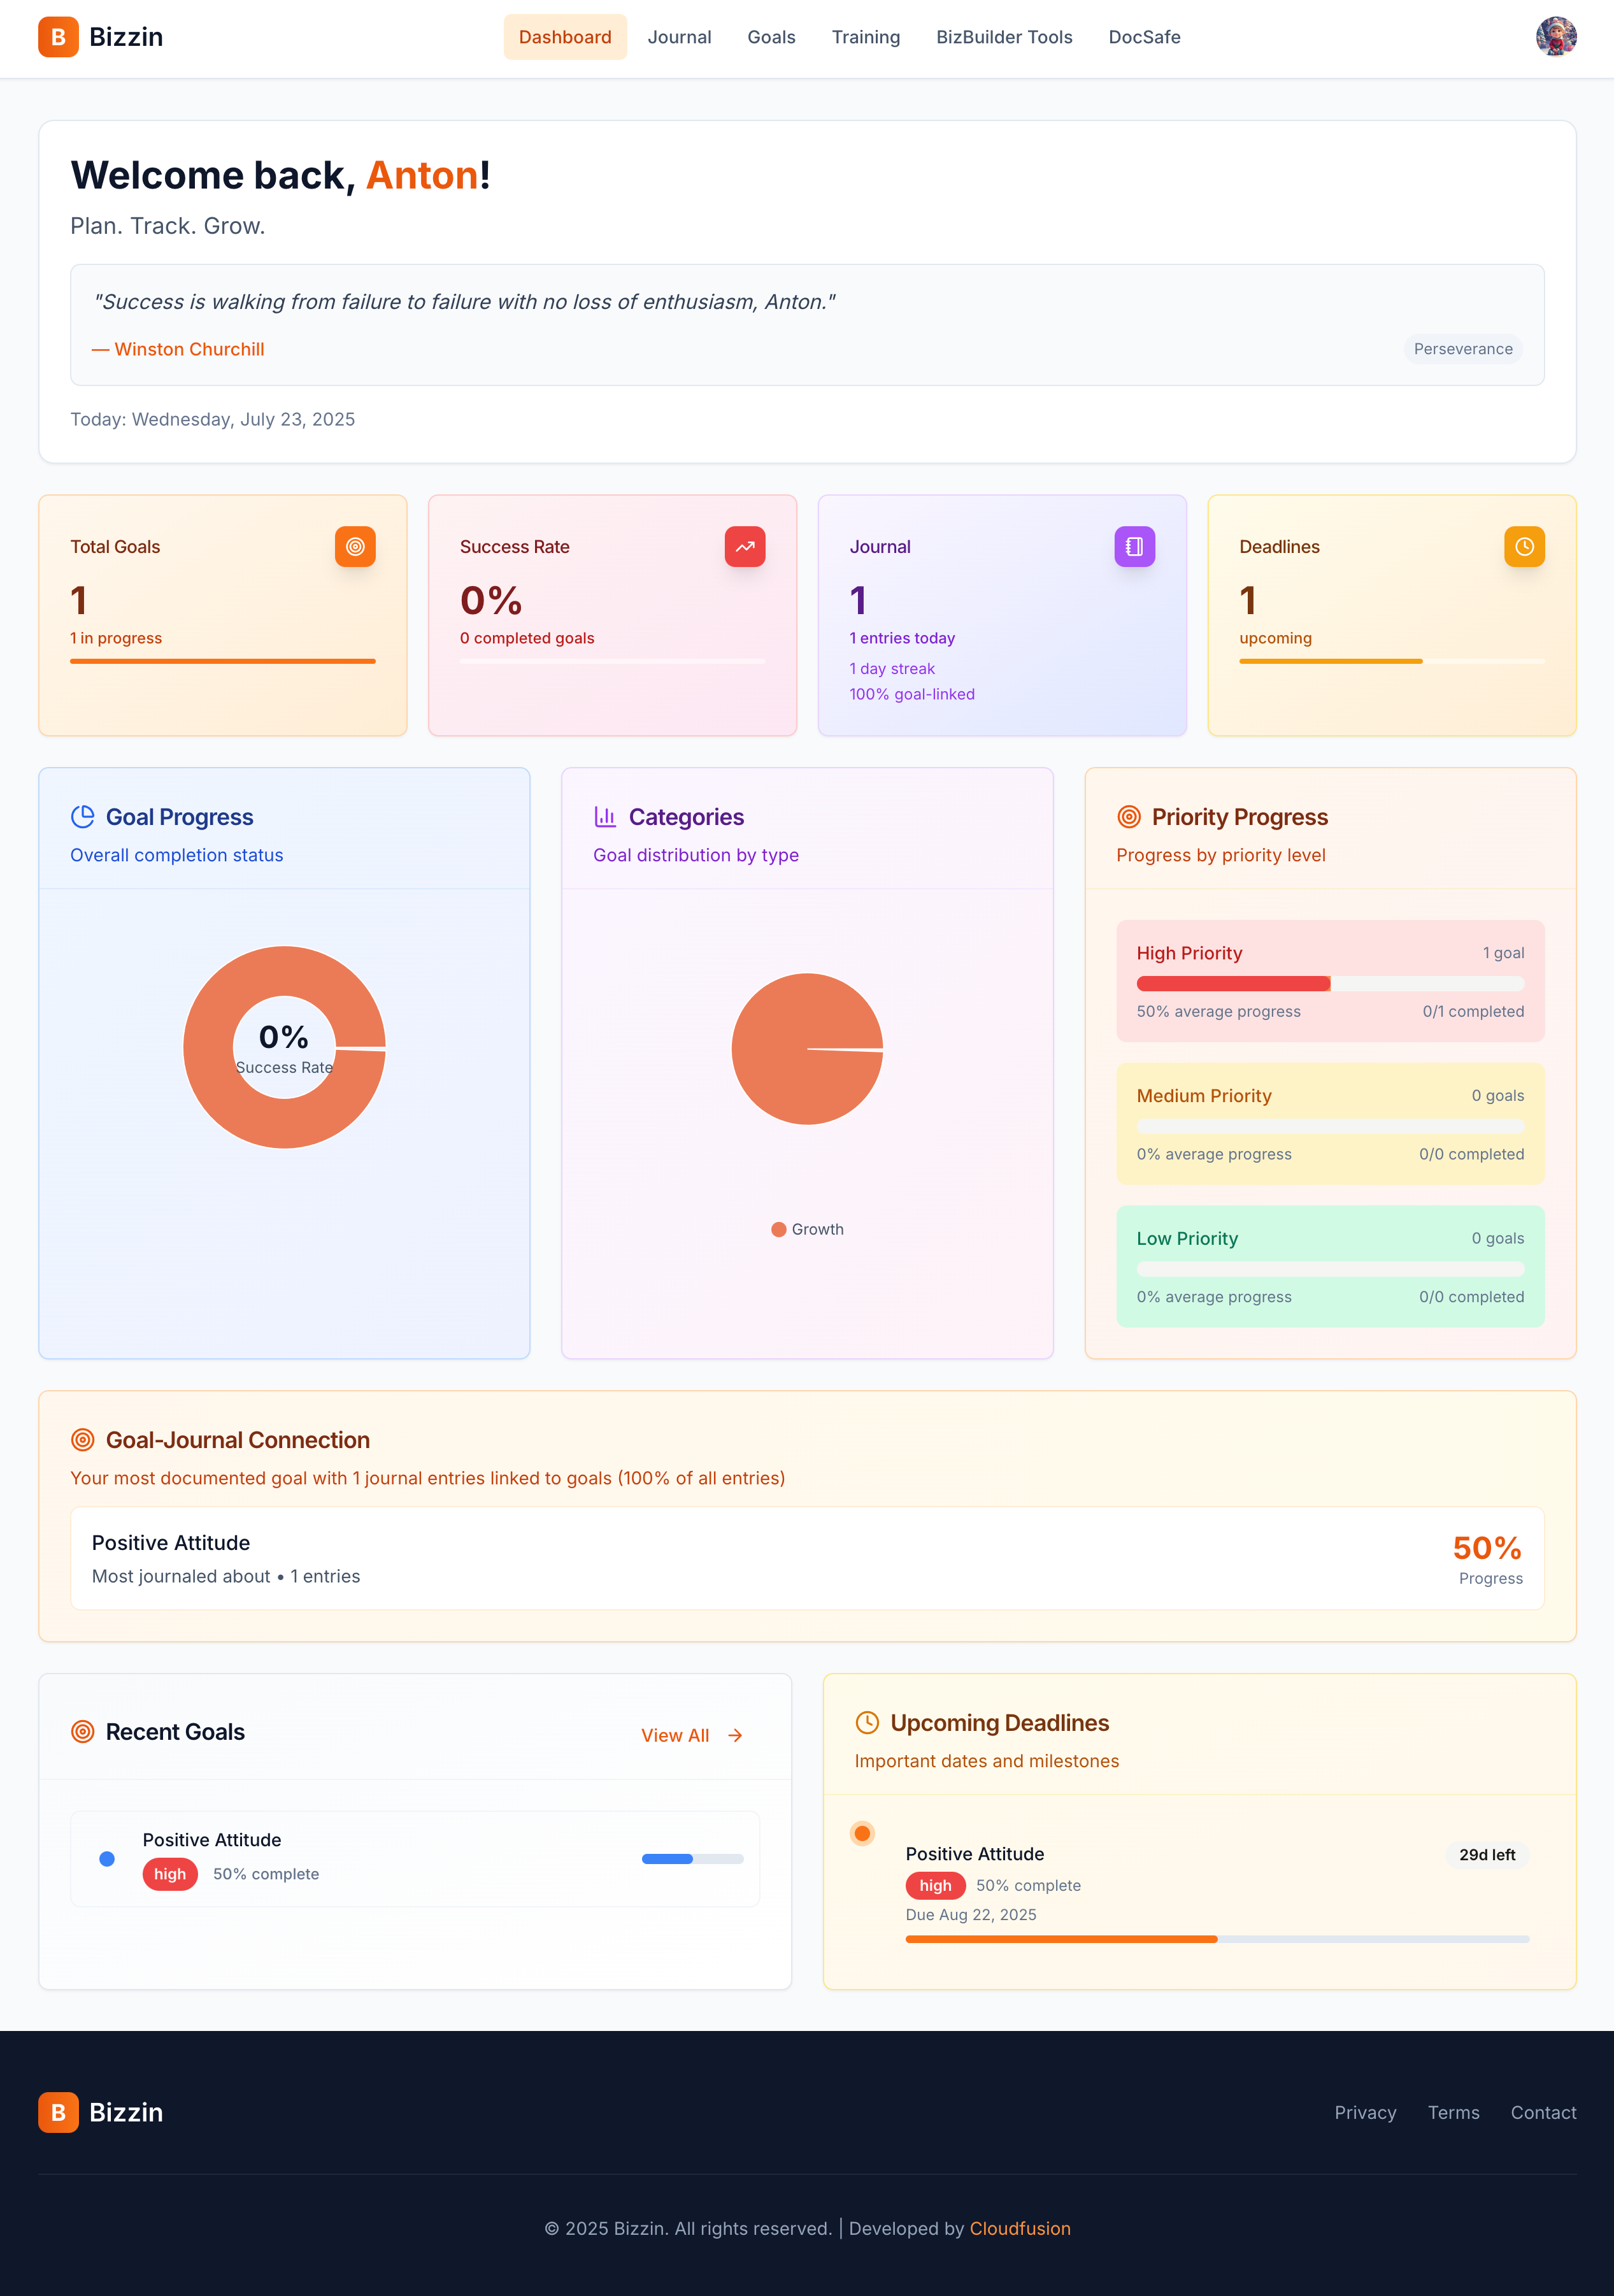 B Bizzin
Dashboard Journal Goals Training BizBuilder Tools DocSafe
Welcome back, Anton!
Plan. Track. Grow.
"Success is walking from failure to failure with no loss of enthusiasm, Anton."
— Winston Churchill
Perseverance
Today: Wednesday, July 23, 2025
Total Goals
1
1 in progress
Success Rate
0%
0 completed goals
Journal
1
1 entries today
1 day streak
100% goal-linked
Deadlines
1
upcoming
Goal Progress
Overall completion status
0%
Success Rate
Categories
Goal distribution by type
Growth
Priority Progress
Progress by priority level
High Priority 1 goal
50% average progress 0/1 completed
Medium Priority 0 goals
0% average progress 0/0 completed
Low Priority 0 goals
0% average progress 0/0 completed
Goal-Journal Connection
Your most documented goal with 1 journal entries linked to goals (100% of all entries)
Positive Attitude
Most journaled about • 1 entries
50%
Progress
Recent Goals
View All →
Positive Attitude
high 50% complete
Upcoming Deadlines
Important dates and milestones
Positive Attitude 29d left
high 50% complete
Due Aug 22, 2025
B Bizzin
Privacy Terms Contact
© 2025 Bizzin. All rights reserved. | Developed by Cloudfusion